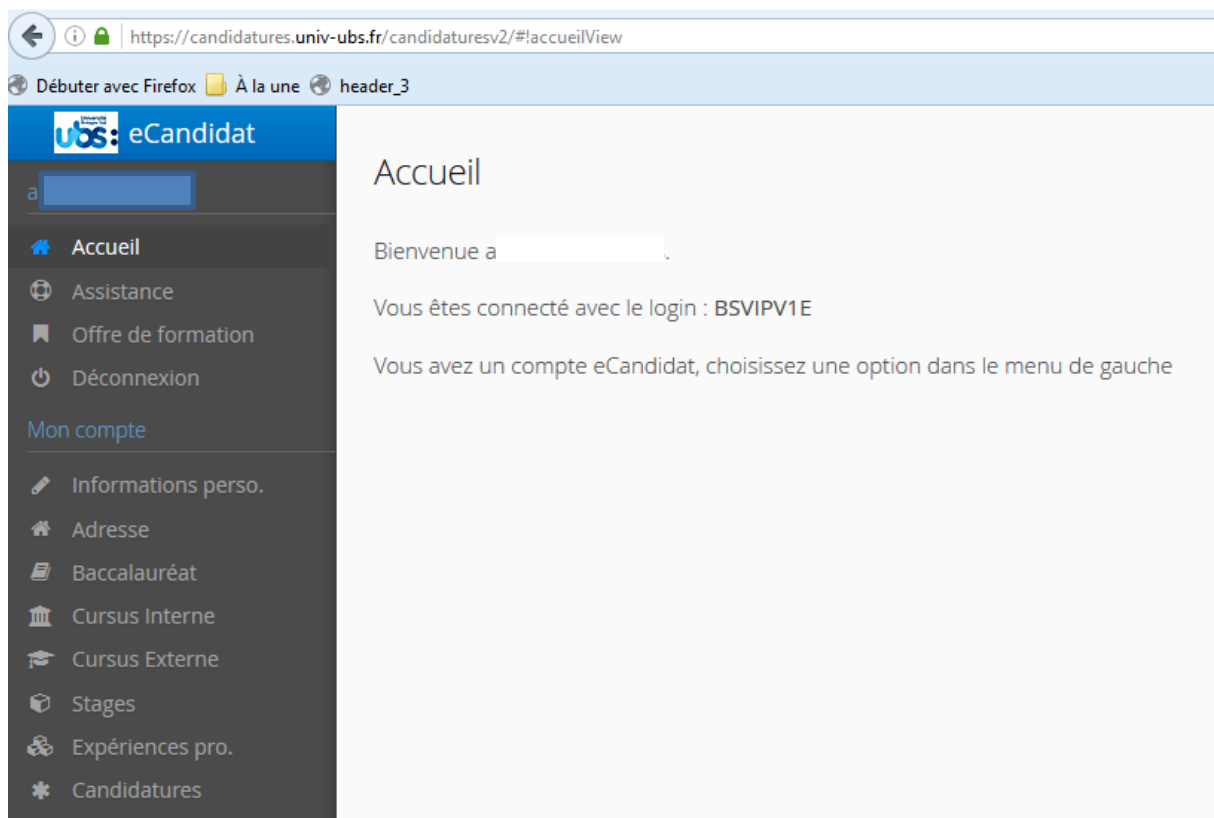 https://candidatures.univ-ubs.fr/candidaturesv2/#!accueilView
Débuter avec Firefox À la une header_3
ubs: eCandidat
a
Accueil
Assistance
Offre de formation
Déconnexion
Mon compte
Informations perso.
Adresse
Baccalauréat
Cursus Interne
Cursus Externe
Stages
Expériences pro.
Candidatures
Accueil
Bienvenue a .
Vous êtes connecté avec le login : BSVIPV1E
Vous avez un compte eCandidat, choisissez une option dans le menu de gauche